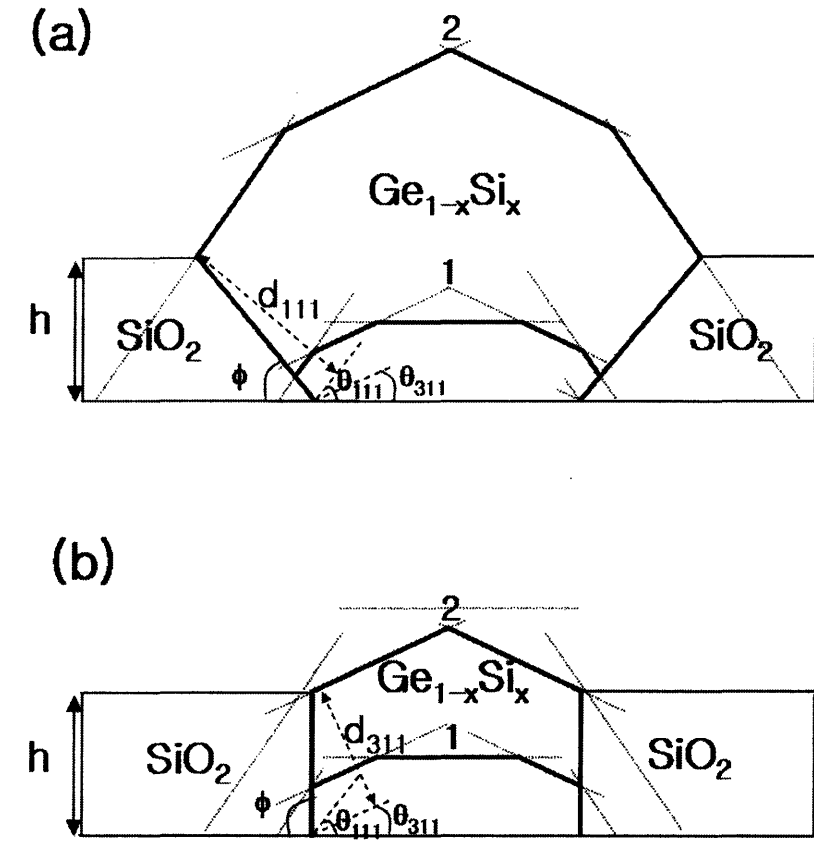 (a)
2
Ge₁₋ₓSiₓ
1
d₁₁₁
h
SiO₂
SiO₂
ϕ
θ₁₁₁
θ₃₁₁
(b)
2
Ge₁₋ₓSiₓ
d₃₁₁
1
h
SiO₂
SiO₂
ϕ
θ₁₁₁
θ₃₁₁